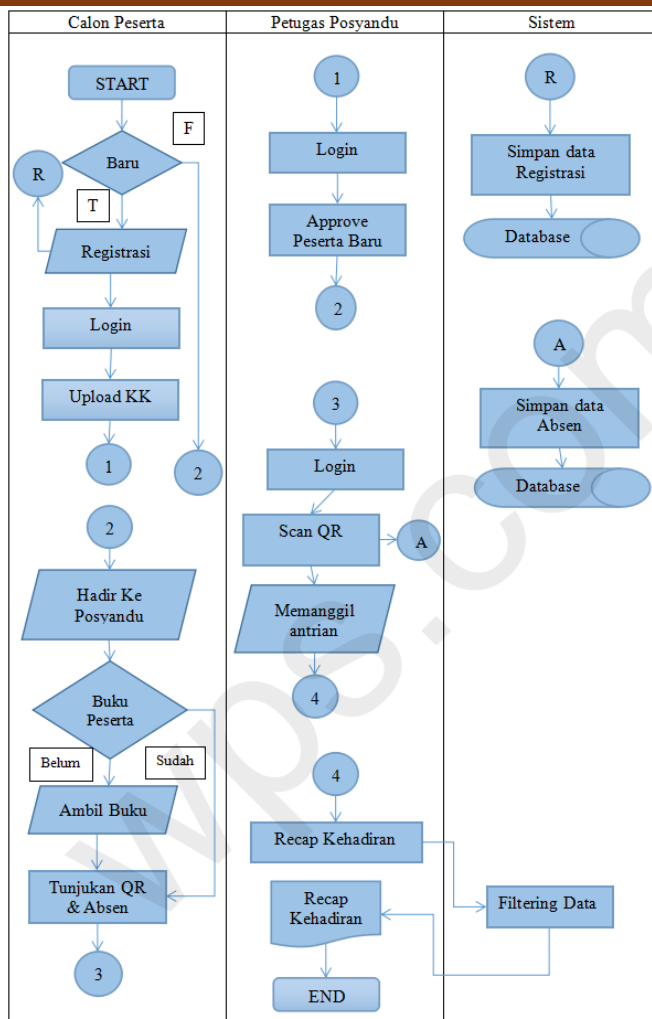 Calon Peserta
Petugas Posyandu
Sistem
START
F
Baru
R
T
Registrasi
Login
Upload KK
1
2
2
Hadir Ke
Posyandu
Buku
Peserta
Belum
Sudah
Ambil Buku
Tunjukan QR
& Absen
3
1
Login
Approve
Peserta Baru
2
3
Login
Scan QR
A
Memanggil
antrian
4
4
Recap Kehadiran
Recap
Kehadiran
END
R
Simpan data
Registrasi
Database
A
Simpan data
Absen
Database
Filtering Data
wps.com